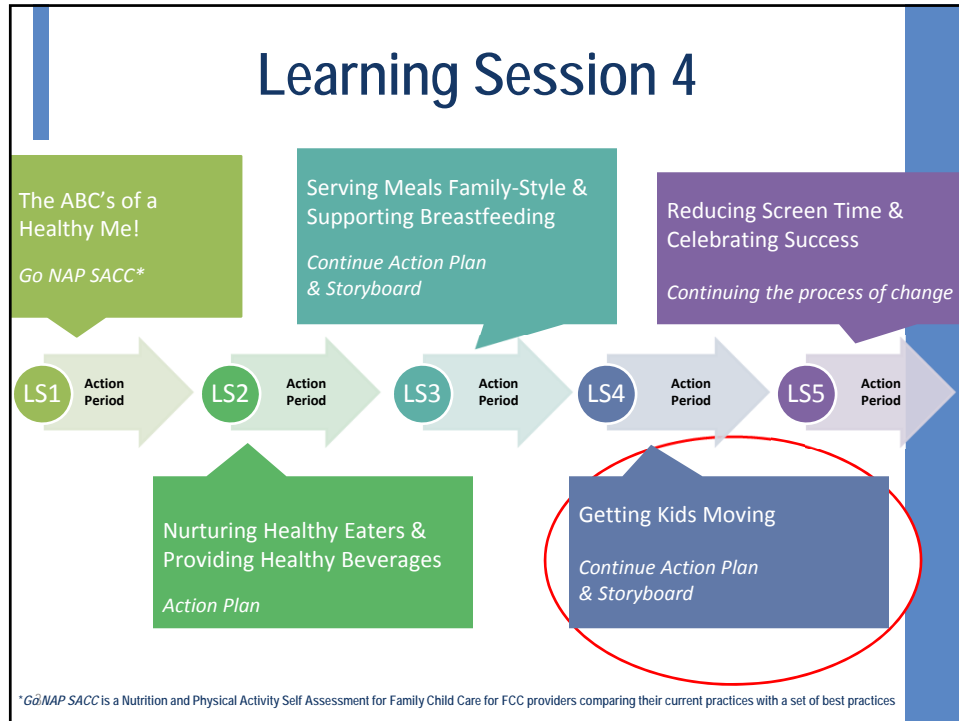 Learning Session 4
The ABC's of a
Healthy Me!
Go NAP SACC*
Serving Meals Family-Style &
Supporting Breastfeeding
Continue Action Plan
& Storyboard
Reducing Screen Time &
Celebrating Success
Continuing the process of change
LS1
Action
Period
LS2
Action
Period
LS3
Action
Period
LS4
Action
Period
LS5
Action
Period
Nurturing Healthy Eaters &
Providing Healthy Beverages
Action Plan
Getting Kids Moving
Continue Action Plan
& Storyboard
*Go NAP SACC is a Nutrition and Physical Activity Self Assessment for Family Child Care for FCC providers comparing their current practices with a set of best practices